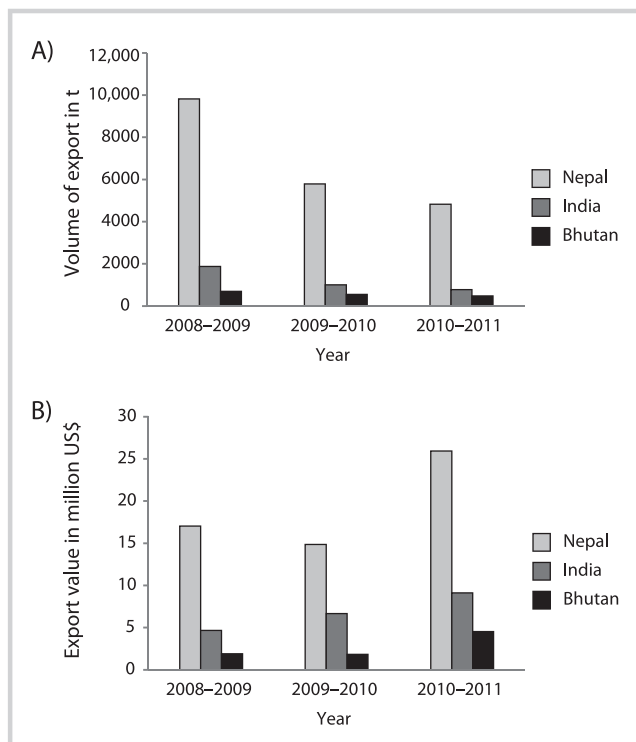 A)
Volume of export in t
12,000
10,000
8000
6000
4000
2000
0
2008–2009
2009–2010
2010–2011
Year
Nepal
India
Bhutan
B)
Export value in million US$
30
25
20
15
10
5
0
2008–2009
2009–2010
2010–2011
Year
Nepal
India
Bhutan